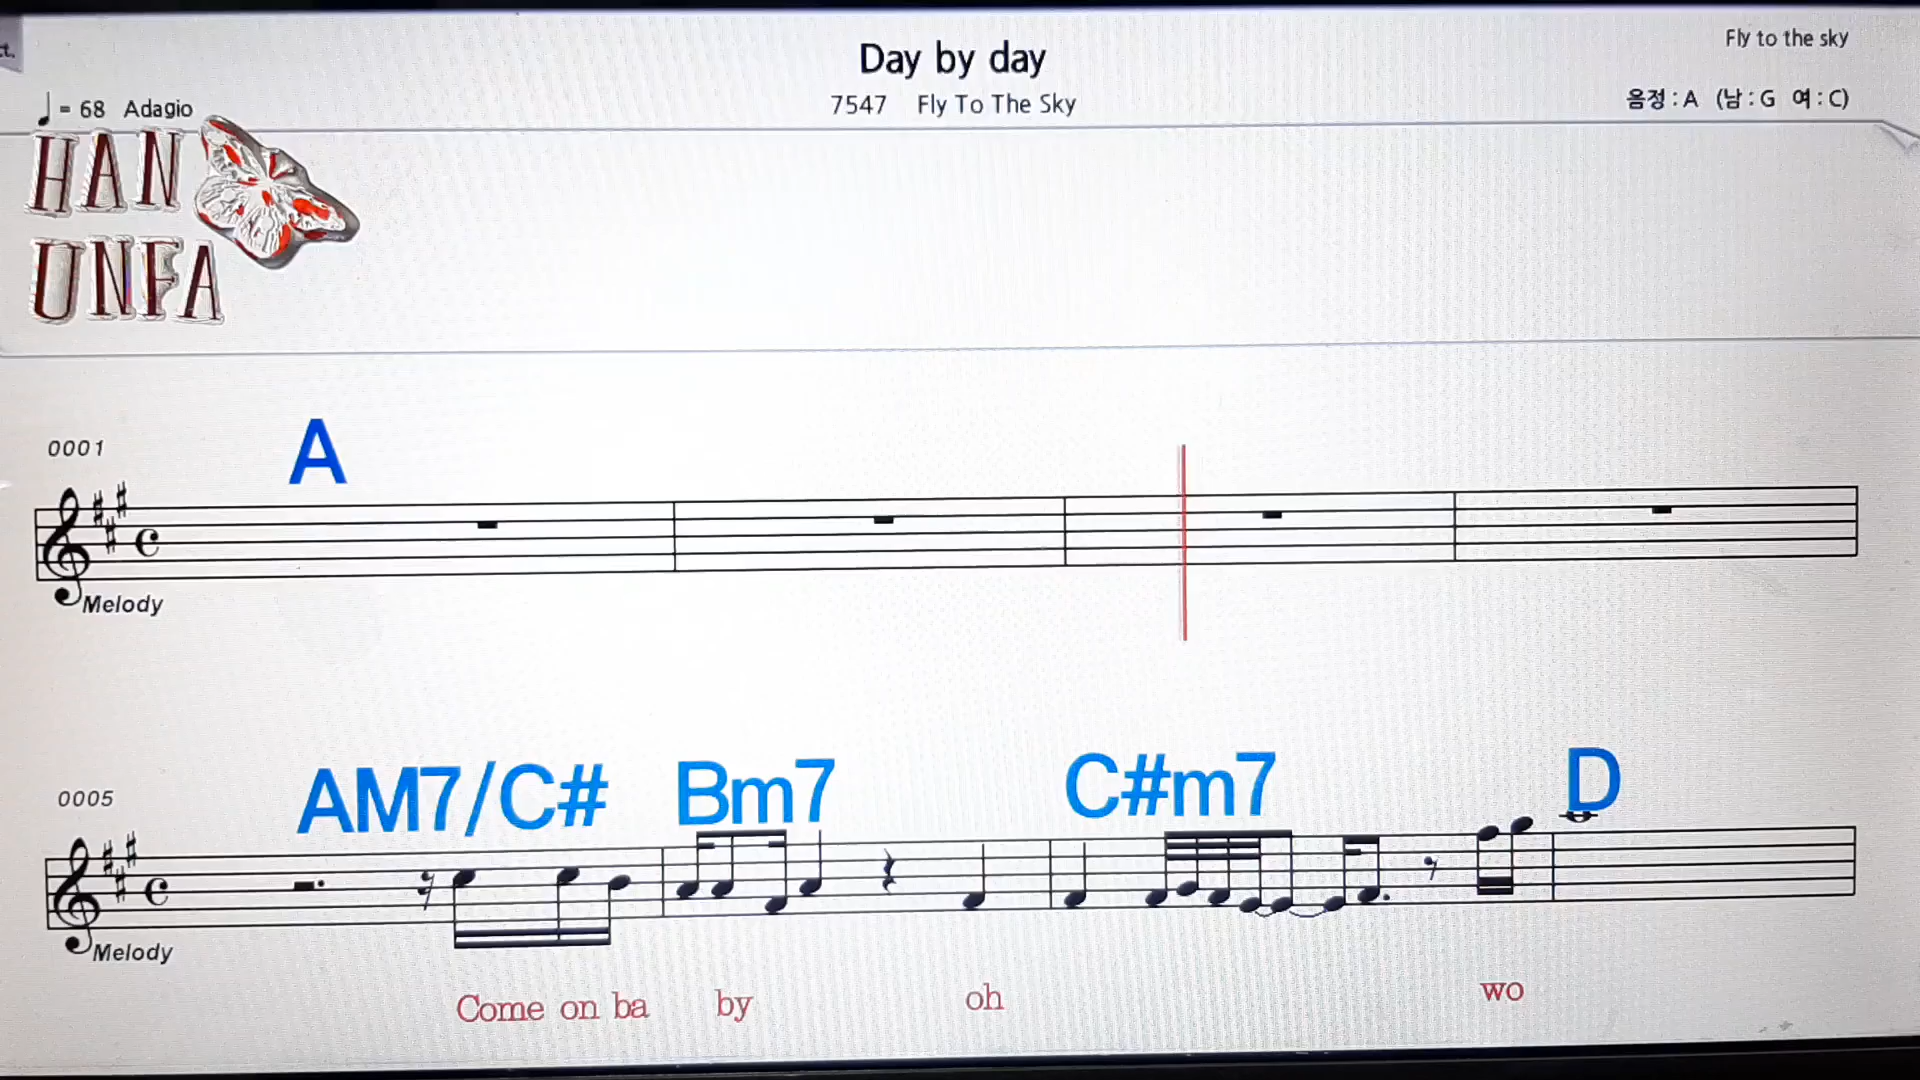 ct.
Fly to the sky
Day by day
= 68 Adagio
7547 Fly To The Sky
음정 : A (남 : G 여 : C)
HAN
UNFA
0001
A
Melody
0005
AM7/C# Bm7 C#m7 D
Melody
Come on ba by oh wo